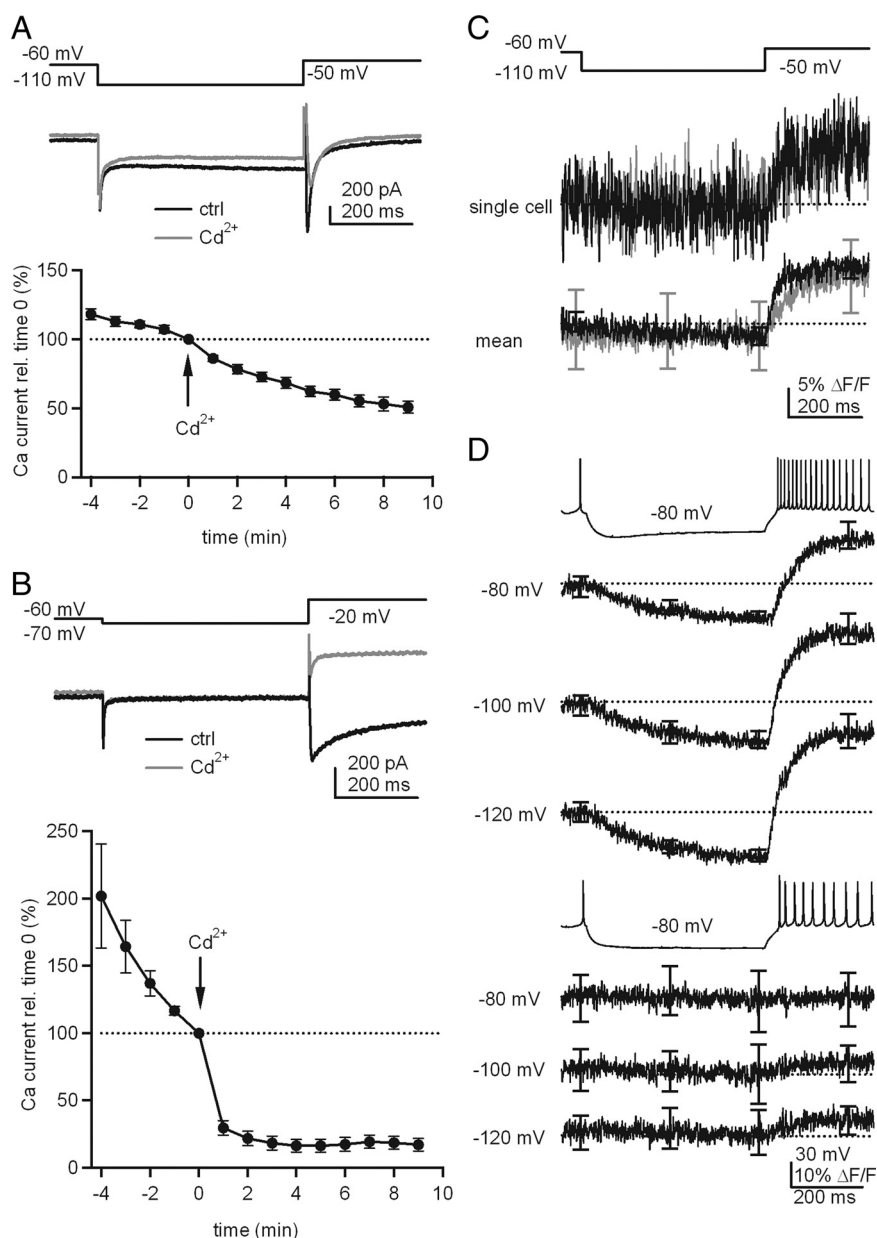 A
-60 mV
-110 mV
-50 mV
ctrl
Cd2+
200 pA
200 ms
Ca current rel. time 0 (%)
150
100
50
0
Cd2+
-4 -2 0 2 4 6 8 10
time (min)
B
-60 mV
-70 mV
-20 mV
ctrl
Cd2+
200 pA
200 ms
Ca current rel. time 0 (%)
250
200
150
100
50
0
Cd2+
-4 -2 0 2 4 6 8 10
time (min)
C
-60 mV
-110 mV
-50 mV
single cell
mean
5% ΔF/F
200 ms
D
-80 mV
-80 mV
-100 mV
-120 mV
-80 mV
-80 mV
-100 mV
-120 mV
30 mV
10% ΔF/F
200 ms